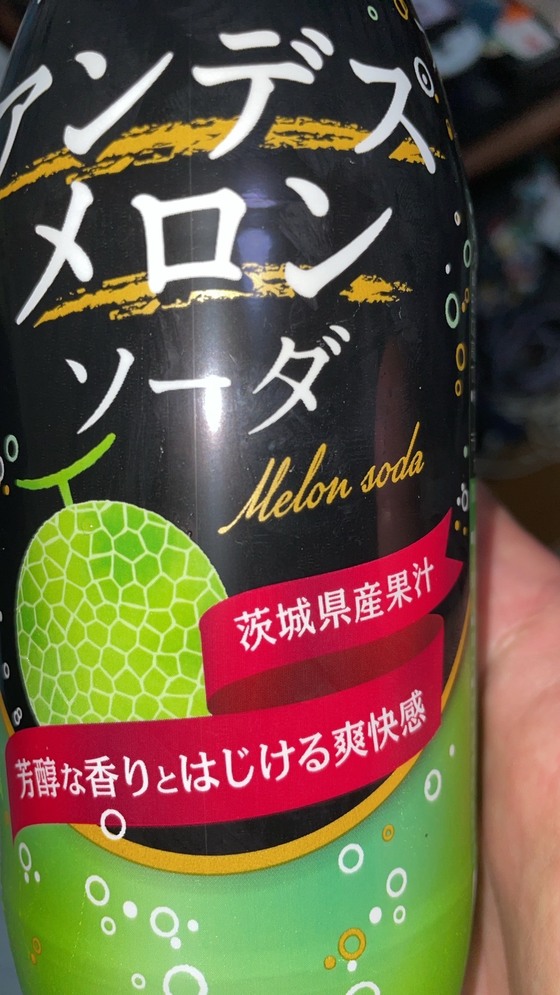 アンデス
メロン
ソーダ
Melon soda
茨城県産果汁
芳醇な香りとはじける爽快感